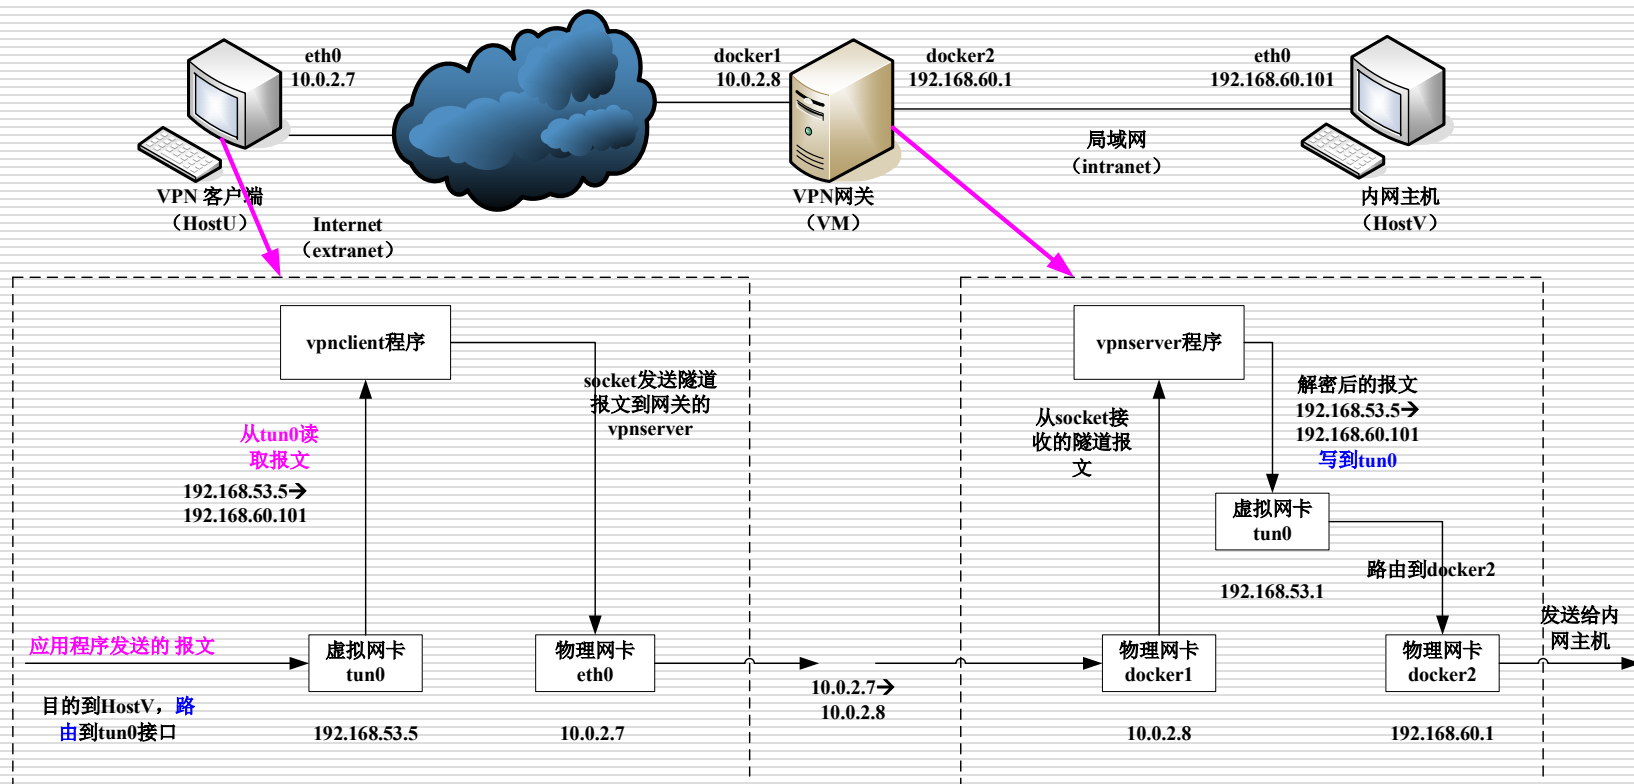 eth0
10.0.2.7
docker1
10.0.2.8
docker2
192.168.60.1
eth0
192.168.60.101
局域网
（intranet）
VPN 客户端
（HostU）
Internet
（extranet）
VPN网关
（VM）
内网主机
（HostV）
vpnclient程序
socket发送隧道
报文到网关的
vpnserver
从tun0读
取报文
192.168.53.5→
192.168.60.101
应用程序发送的 报文
虚拟网卡
tun0
物理网卡
eth0
目的到HostV，路
由到tun0接口
192.168.53.5
10.0.2.7
10.0.2.7→
10.0.2.8
vpnserver程序
从socket接
收的隧道报
文
解密后的报文
192.168.53.5→
192.168.60.101
写到tun0
虚拟网卡
tun0
路由到docker2
192.168.53.1
发送给内
网主机
物理网卡
docker1
物理网卡
docker2
10.0.2.8
192.168.60.1